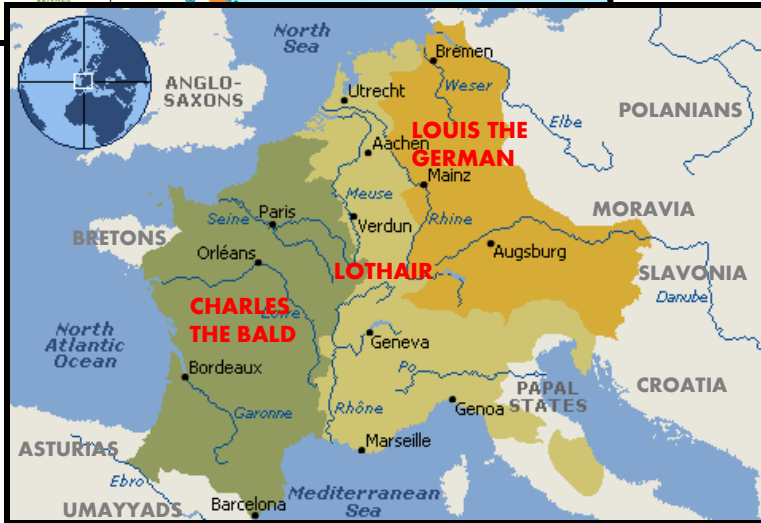 North
Sea
ANGLO-
SAXONS
Bremen
Weser
Utrecht
POLANIANS
Elbe
LOUIS THE
GERMAN
Aachen
Mainz
Meuse
MORAVIA
Paris
Seine
Verdun
Rhine
BRETONS
Orléans
Augsburg
LOTHAIR
SLAVONIA
Danube
CHARLES
THE BALD
Loire
North
Atlantic
Ocean
Geneva
Bordeaux
Po
PAPAL
STATES
CROATIA
Garonne
Rhône
Genoa
ASTURIAS
Marseille
Ebro
UMAYYADS
Barcelona
Mediterranean
Sea